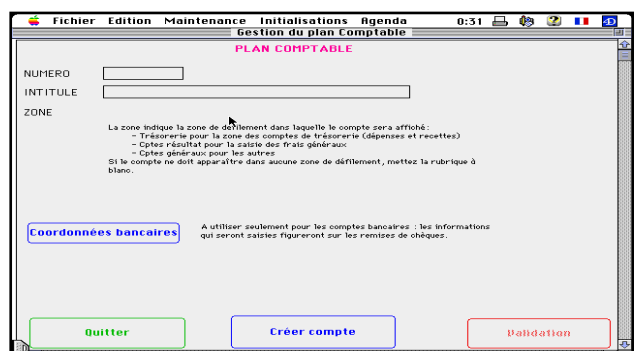 Fichier Edition Maintenance Initialisations Agenda 0:31
Gestion du plan Comptable
PLAN COMPTABLE
NUMERO
INTITULE
ZONE
La zone indique la zone de défilement dans laquelle le compte sera affiché:
- Trésorerie pour la zone des comptes de trésorerie (dépenses et recettes)
- Cptes résultat pour la saisie des frais généraux
- Cptes généraux pour les autres
Si le compte ne doit apparaître dans aucune zone de défilement, mettez la rubrique à
blanc.
Coordonnées bancaires
A utiliser seulement pour les comptes bancaires : les informations
qui seront saisies figureront sur les remises de chèques.
Quitter Créer compte Validation